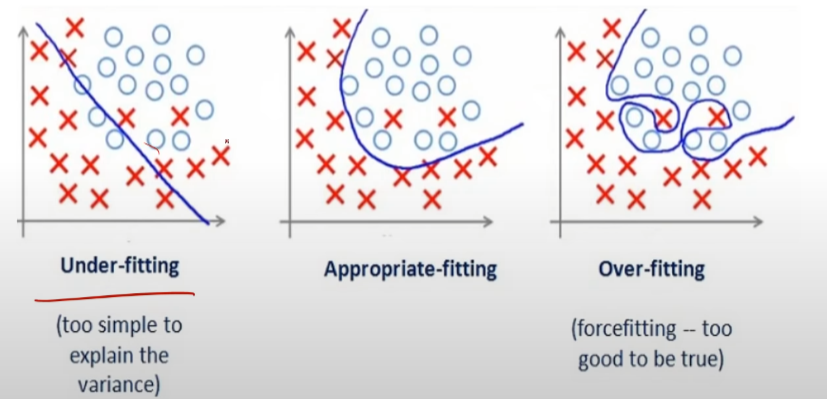 Under-fitting
(too simple to
explain the
variance)
Appropriate-fitting
Over-fitting
(forcefitting -- too
good to be true)